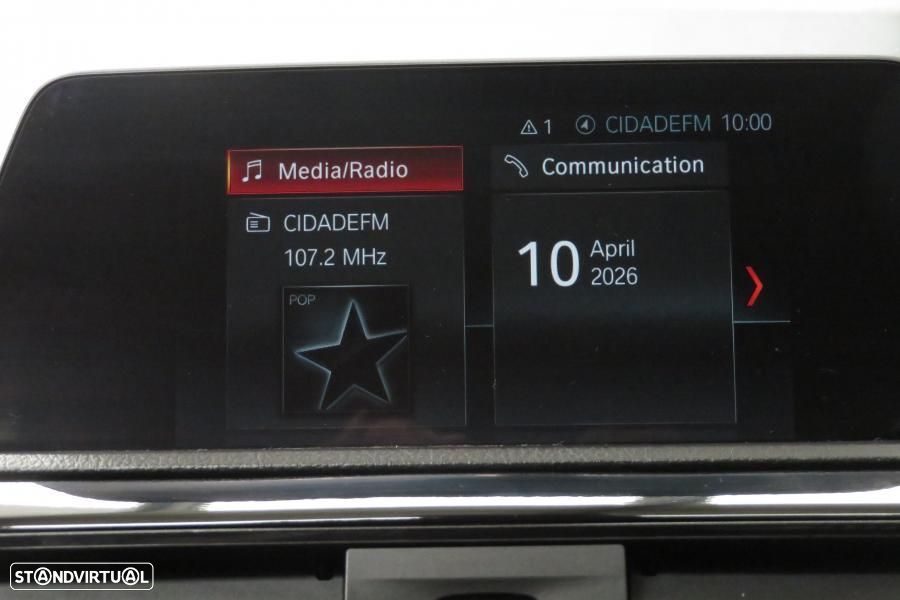 1 CIDADEFM 10:00
Media/Radio
CIDADEFM
107.2 MHz
POP
Communication
10 April
2026
STANDVIRTUAL